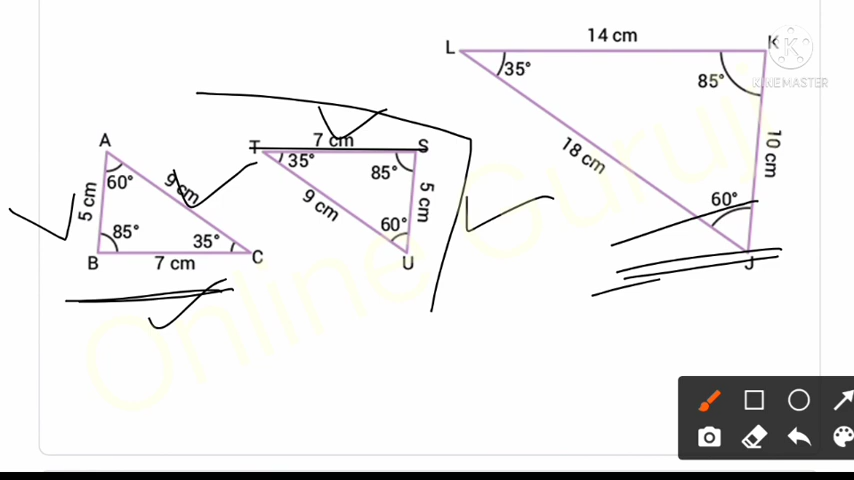 A
60°
9 cm
5 cm
85°
35°
B
7 cm
C
7 cm
T
S
35°
85°
9 cm
5 cm
60°
U
14 cm
L
K
35°
85°
18 cm
10 cm
60°
J
K
KINEMASTER
Online Guruji